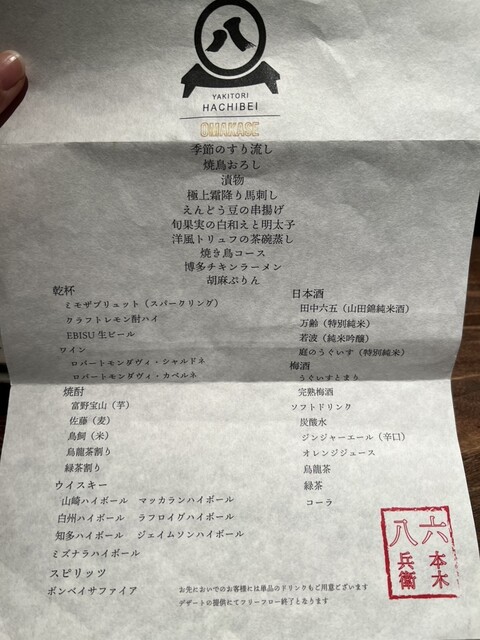 八
YAKITORI
HACHIBEI
OMAKASE
季節のすり流し
焼鳥おろし
漬物
極上霜降り馬刺し
えんどう豆の串揚げ
旬果実の白和えと明太子
洋風トリュフの茶碗蒸し
焼き鳥コース
博多チキンラーメン
胡麻ぷりん
乾杯
ミモザブリュット（スパークリング）
クラフトレモン酎ハイ
EBISU 生ビール
ワイン
ロバートモンダヴィ・シャルドネ
ロバートモンダヴィ・カベルネ
焼酎
富野宝山（芋）
佐藤（麦）
鳥飼（米）
烏龍茶割り
緑茶割り
ウイスキー
山崎ハイボール　マッカランハイボール
白州ハイボール　ラフロイグハイボール
知多ハイボール　ジェイムソンハイボール
ミズナラハイボール
スピリッツ
ボンベイサファイア
日本酒
田中六五（山田錦純米酒）
万齢（特別純米）
若波（純米吟醸）
庭のうぐいす（特別純米）
梅酒
うぐいすとまり
完熟梅酒
ソフトドリンク
炭酸水
ジンジャーエール（辛口）
オレンジジュース
烏龍茶
緑茶
コーラ
お先においでのお客様には単品のドリンクもご用意ございます
デザートの提供にてフリーフロー終了となります
六本木
八兵衛